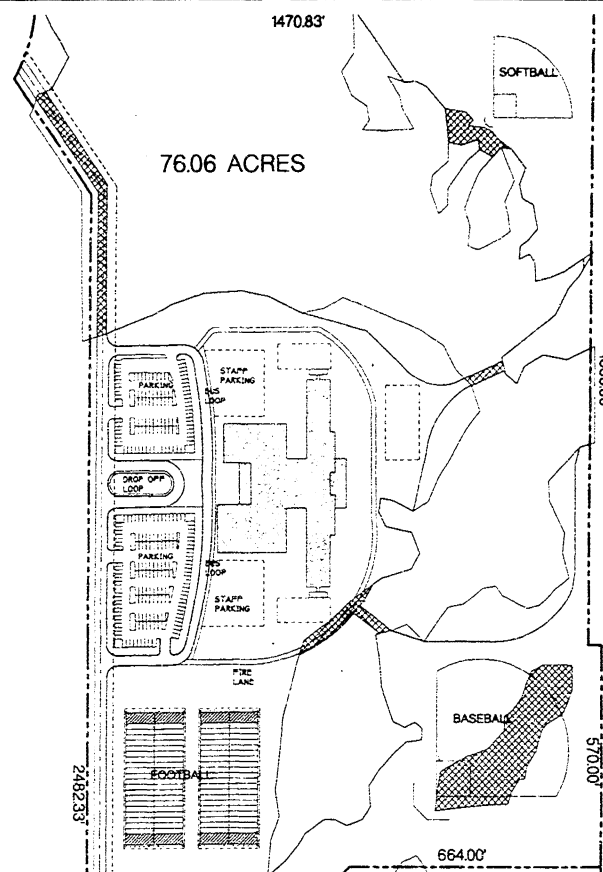 1470.83'
SOFTBALL
76.06 ACRES
STAFF
PARKING
PARKING
BUS
LOOP
DROP OFF
LOOP
PARKING
BUS
LOOP
STAFF
PARKING
FIRE
LANE
BASEBALL
FOOTBALL
2482.33'
570.00'
664.00'